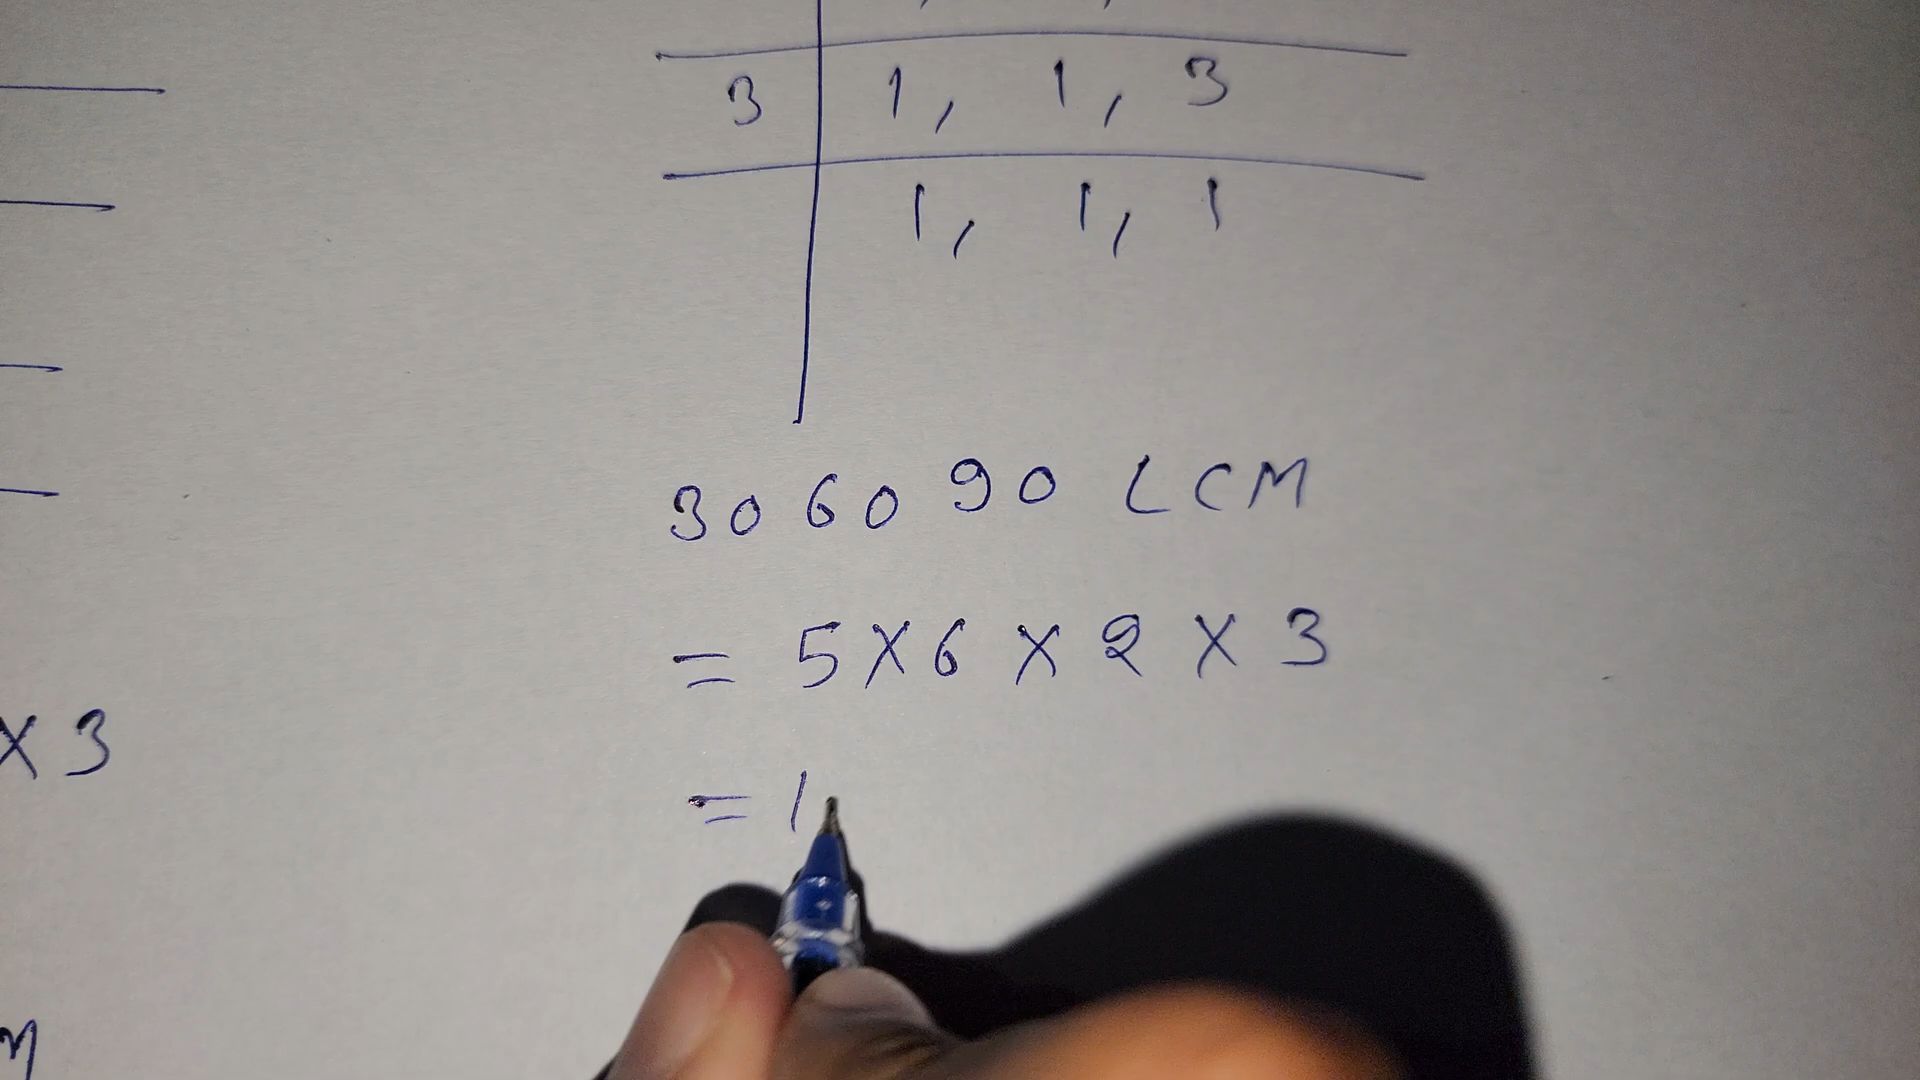 3 1, 1, 3
1, 1, 1
30 60 90 LCM
= 5 X 6 X 2 X 3
X 3
= 1
M